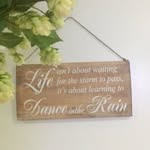 Life isn't about waiting
for the storm to pass,
it's about learning to
Dance in the Rain